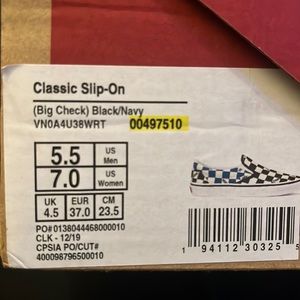 Classic Slip-On
(Big Check) Black/Navy
VN0A4U38WRT 00497510
5.5 US Men
7.0 US Women
UK 4.5 EUR 37.0 CM 23.5
PO# 0138044468000010
CLK - 12/19
CPSIA PO/CUT#
400098796500010
1 94112 30325 5